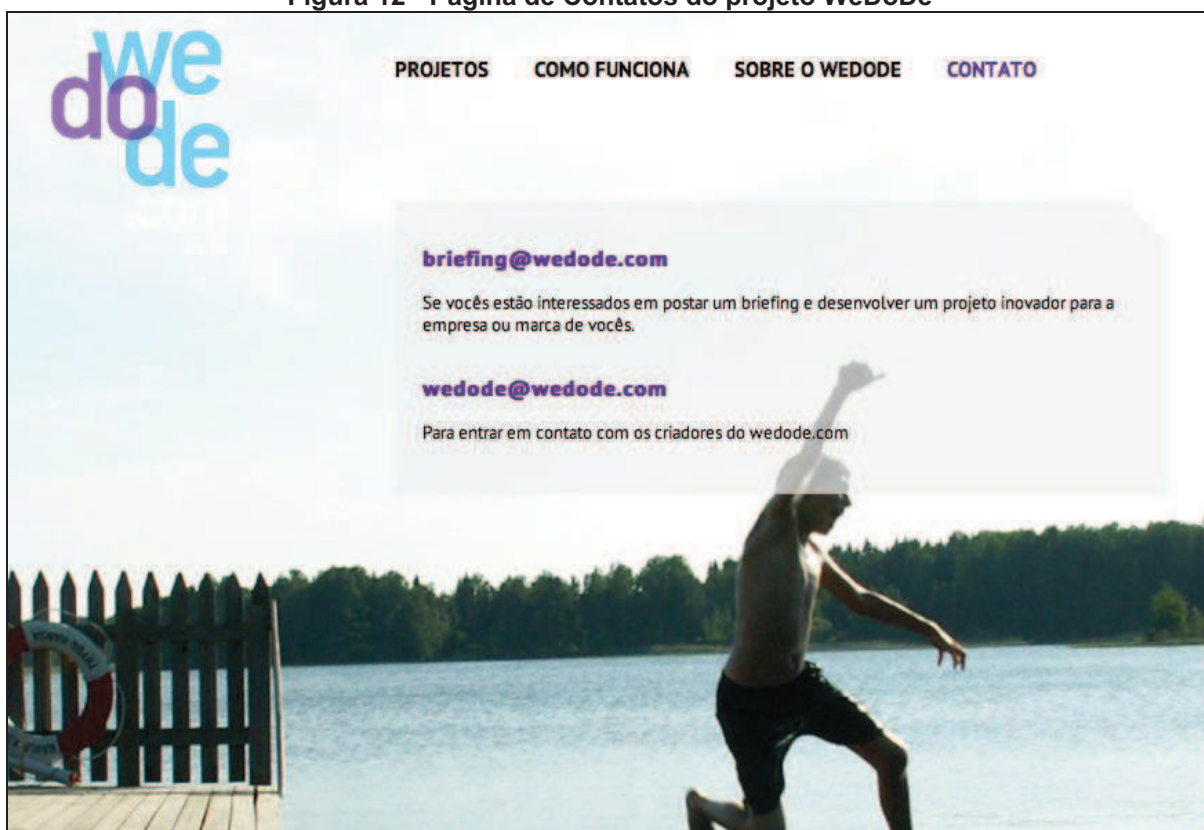 Figura 12 - Página de Contatos do projeto WeDoDe
we
do
de
.com
PROJETOS COMO FUNCIONA SOBRE O WEDODE CONTATO
briefing@wedode.com
Se vocês estão interessados em postar um briefing e desenvolver um projeto inovador para a
empresa ou marca de vocês.
wedode@wedode.com
Para entrar em contato com os criadores do wedode.com